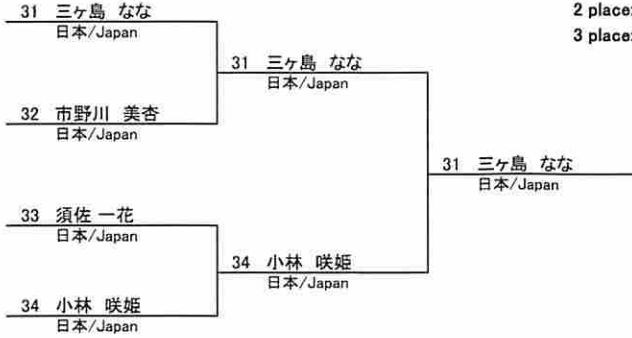 31 三ヶ島 なな
日本/Japan
2 place:
3 place:
31 三ヶ島 なな
日本/Japan
32 市野川 美杏
日本/Japan
31 三ヶ島 なな
日本/Japan
33 須佐 一花
日本/Japan
34 小林 咲姫
日本/Japan
34 小林 咲姫
日本/Japan